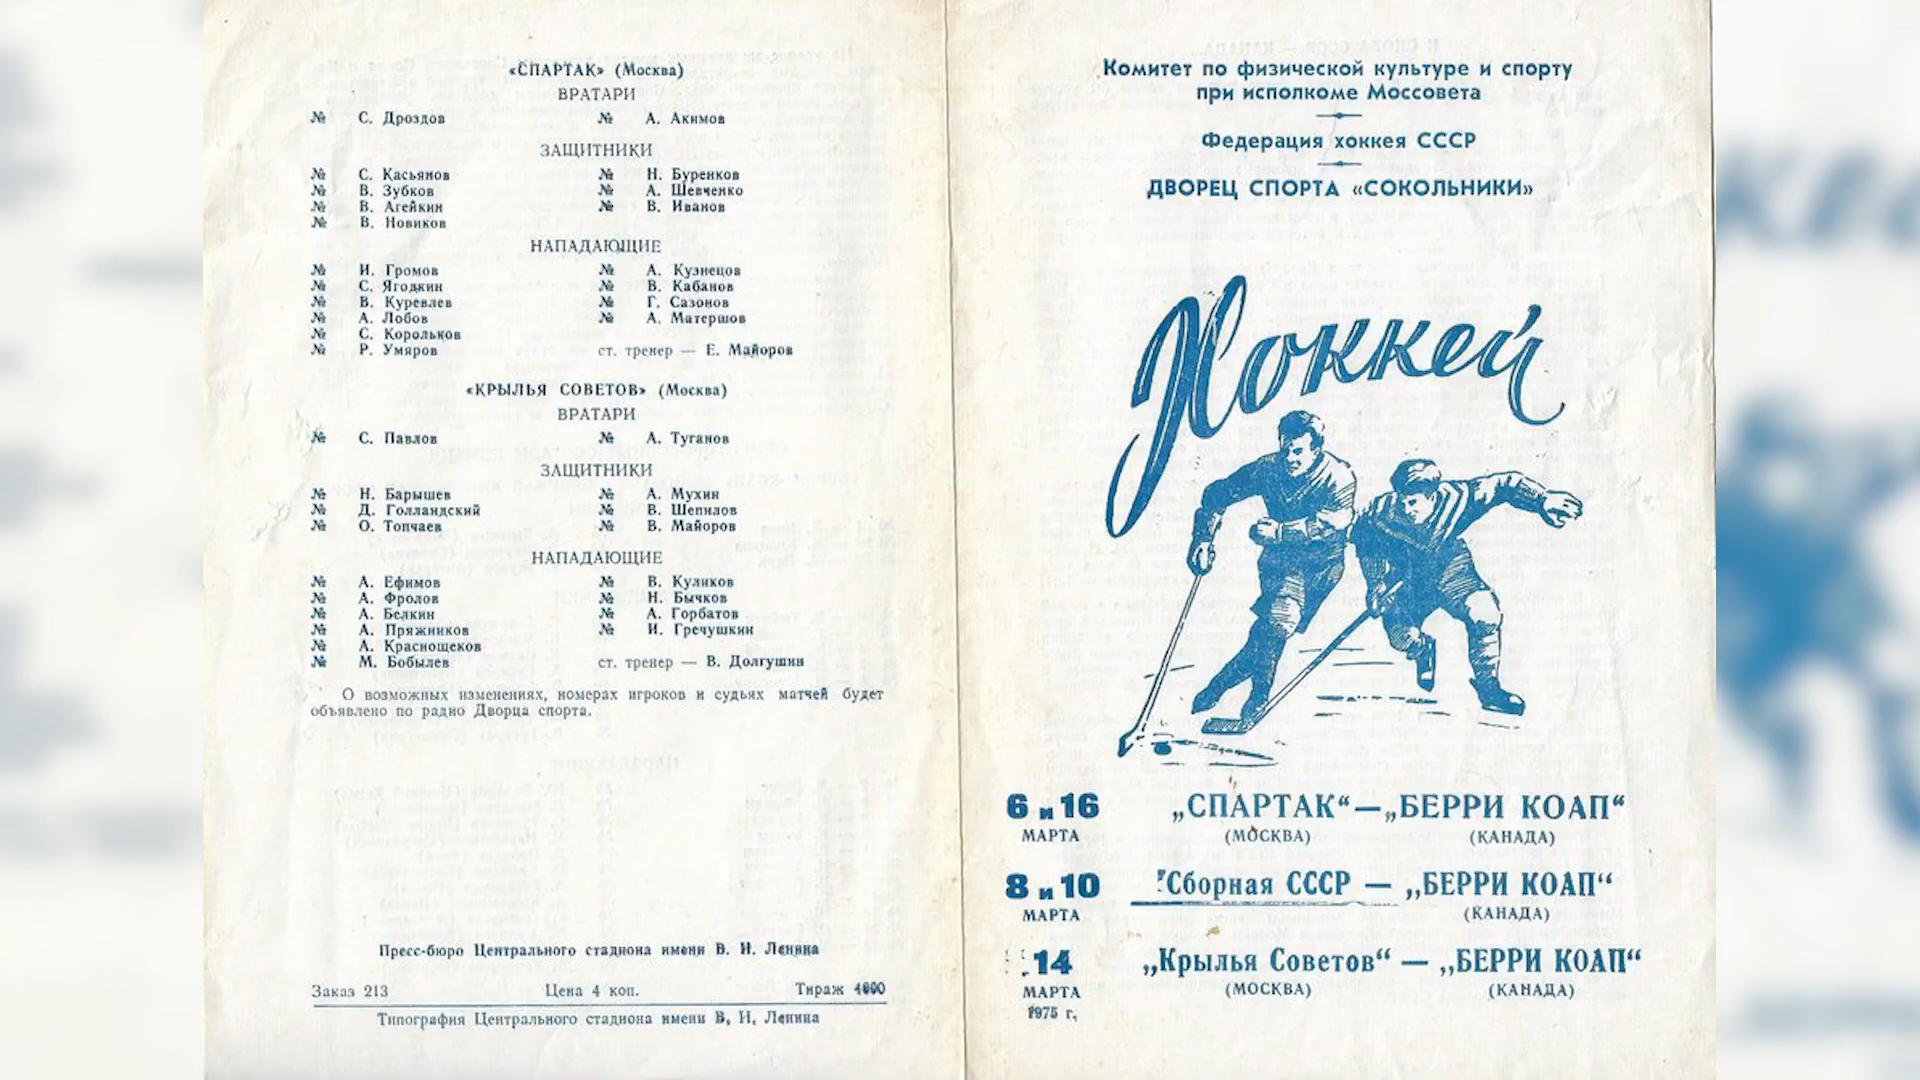 «СПАРТАК» (Москва)
ВРАТАРИ
№ С. Дроздов № А. Акимов
ЗАЩИТНИКИ
№ С. Касьянов № Н. Буренков
№ В. Зубков № А. Шевченко
№ В. Агейкин № В. Иванов
№ В. Новиков
НАПАДАЮЩИЕ
№ И. Громов № А. Кузнецов
№ С. Ягодкин № В. Кабанов
№ В. Куревлев № Г. Сазонов
№ А. Лобов № А. Матершов
№ С. Корольков
№ Р. Умяров ст. тренер — Е. Майоров
«КРЫЛЬЯ СОВЕТОВ» (Москва)
ВРАТАРИ
№ С. Павлов № А. Туганов
ЗАЩИТНИКИ
№ Н. Барышев № А. Мухин
№ Д. Голландский № В. Шепилов
№ О. Топчаев № В. Майоров
НАПАДАЮЩИЕ
№ А. Ефимов № В. Куликов
№ А. Фролов № Н. Бычков
№ А. Белкин № А. Горбатов
№ А. Пряжников № И. Гречушкин
№ А. Краснощеков
№ М. Бобылев ст. тренер — В. Долгушин
О возможных изменениях, номерах игроков и судьях матчей будет
объявлено по радио Дворца спорта.
Пресс-бюро Центрального стадиона имени В. И. Ленина
Заказ 213 Цена 4 коп. Тираж
Типография Центрального стадиона имени В. И. Ленина
Комитет по физической культуре и спорту
при исполкоме Моссовета
Федерация хоккея СССР
ДВОРЕЦ СПОРТА «СОКОЛЬНИКИ»
Хоккей
6 и 16 „СПАРТАК“ — „БЕРРИ КОАП“
МАРТА (МОСКВА) (КАНАДА)
8 и 10 Сборная СССР — „БЕРРИ КОАП“
МАРТА (КАНАДА)
14 „Крылья Советов“ — „БЕРРИ КОАП“
МАРТА (МОСКВА) (КАНАДА)
1975 г.